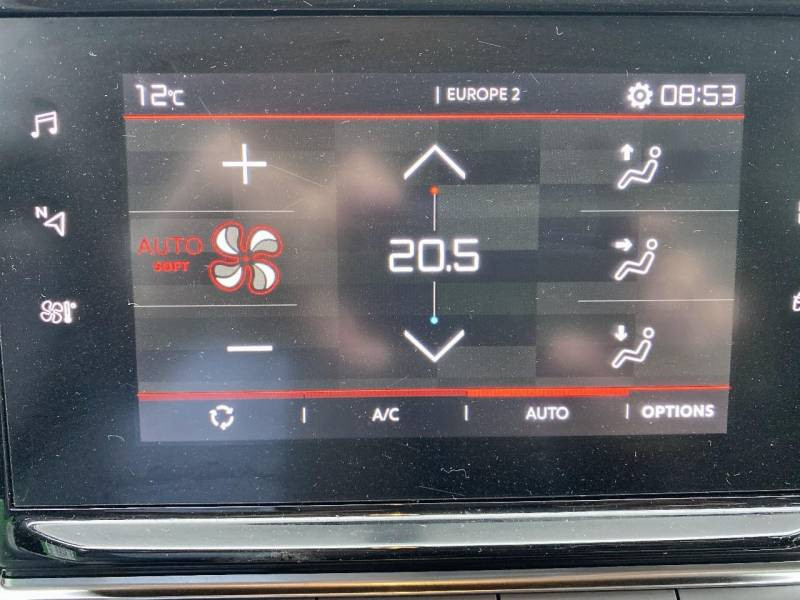 12°C
EUROPE 2
08:53
N
AUTO
SOFT
20.5
A/C
AUTO
OPTIONS